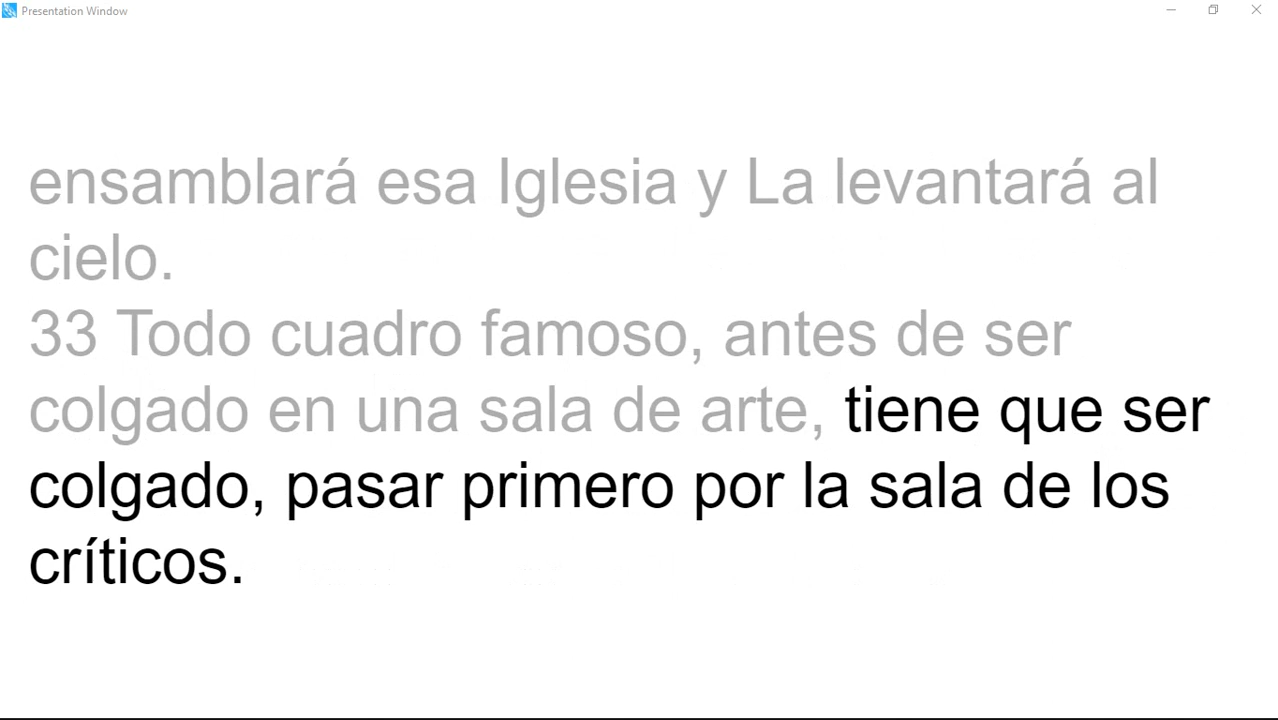 Presentation Window
ensamblará esa Iglesia y La levantará al
cielo.
33 Todo cuadro famoso, antes de ser
colgado en una sala de arte, tiene que ser
colgado, pasar primero por la sala de los
críticos.